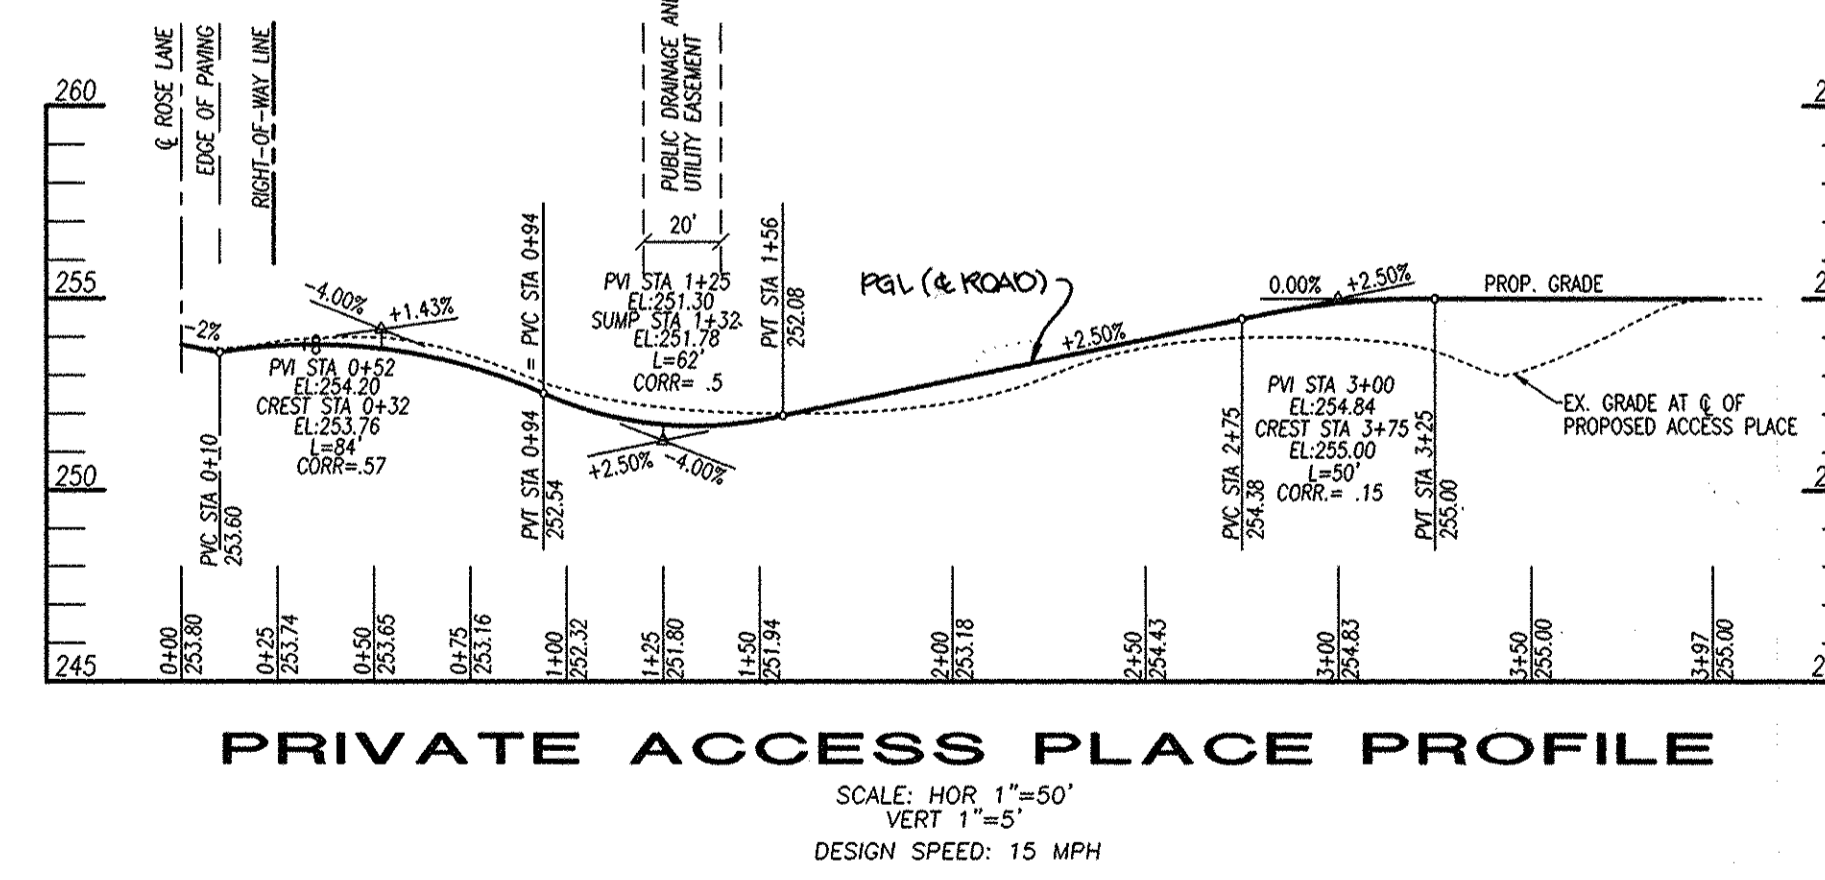 ℄ ROSE LANE
EDGE OF PAVING
RIGHT-OF-WAY LINE
PUBLIC DRAINAGE AND
UTILITY EASEMENT
20'
260
255
250
245
-2%
-4.00%
+1.43%
PVI STA 0+52
EL:254.20
CREST STA 0+32
EL:253.76
L=84'
CORR=.57
PVC STA 0+10
253.60
= PVC STA 0+94
PVT STA 0+94
252.54
PVI STA 1+25
EL:251.30
SUMP STA 1+32
EL:251.78
L=62'
CORR= .5
+2.50%
-4.00%
PVT STA 1+56
252.08
PGL (℄ ROAD)
+2.50%
0.00%
+2.50%
PROP. GRADE
PVI STA 3+00
EL:254.84
CREST STA 3+75
EL:255.00
L=50'
CORR.= .15
PVC STA 2+75
254.38
PVT STA 3+25
255.00
EX. GRADE AT ℄ OF
PROPOSED ACCESS PLACE
0+00
253.80
0+25
253.74
0+50
253.65
0+75
253.16
1+00
252.32
1+25
251.80
1+50
251.94
2+00
253.18
2+50
254.43
3+00
254.83
3+50
255.00
3+97
255.00
PRIVATE ACCESS PLACE PROFILE
SCALE: HOR 1"=50'
VERT 1"=5'
DESIGN SPEED: 15 MPH